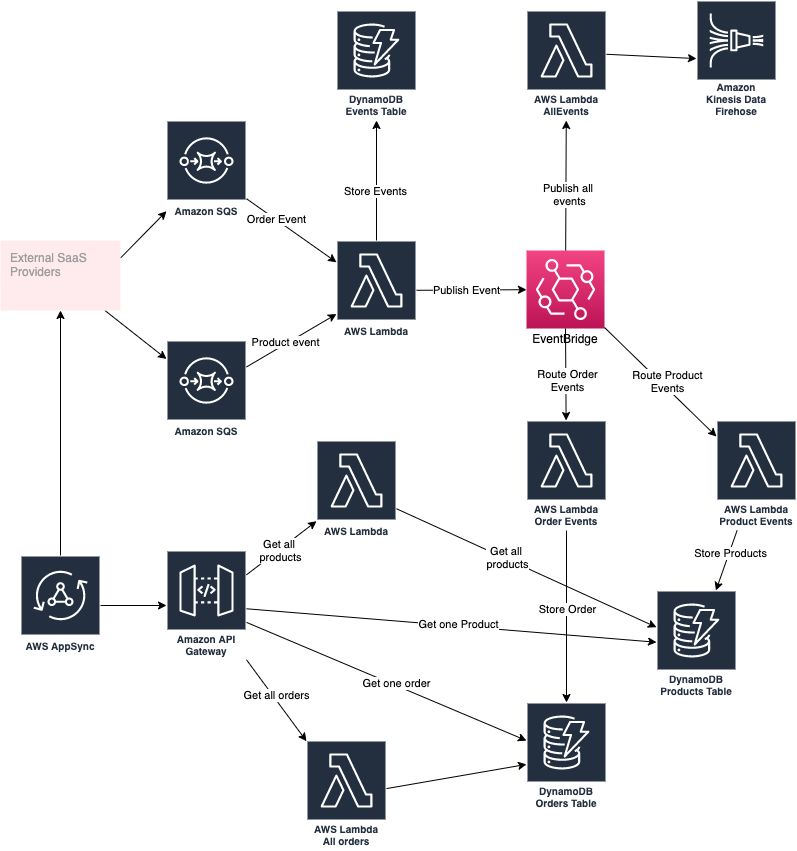 DynamoDB
Events Table
AWS Lambda
AllEvents
Amazon
Kinesis Data
Firehose
Amazon SQS
Store Events
Publish all
events
Order Event
External SaaS
Providers
Publish Event
AWS Lambda
EventBridge
Product event
Route Order
Events
Route Product
Events
Amazon SQS
AWS Lambda
AWS Lambda
Order Events
AWS Lambda
Product Events
Get all
products
Get all
products
Store Products
Store Order
Get one Product
AWS AppSync
Amazon API
Gateway
DynamoDB
Products Table
Get one order
Get all orders
DynamoDB
Orders Table
AWS Lambda
All orders